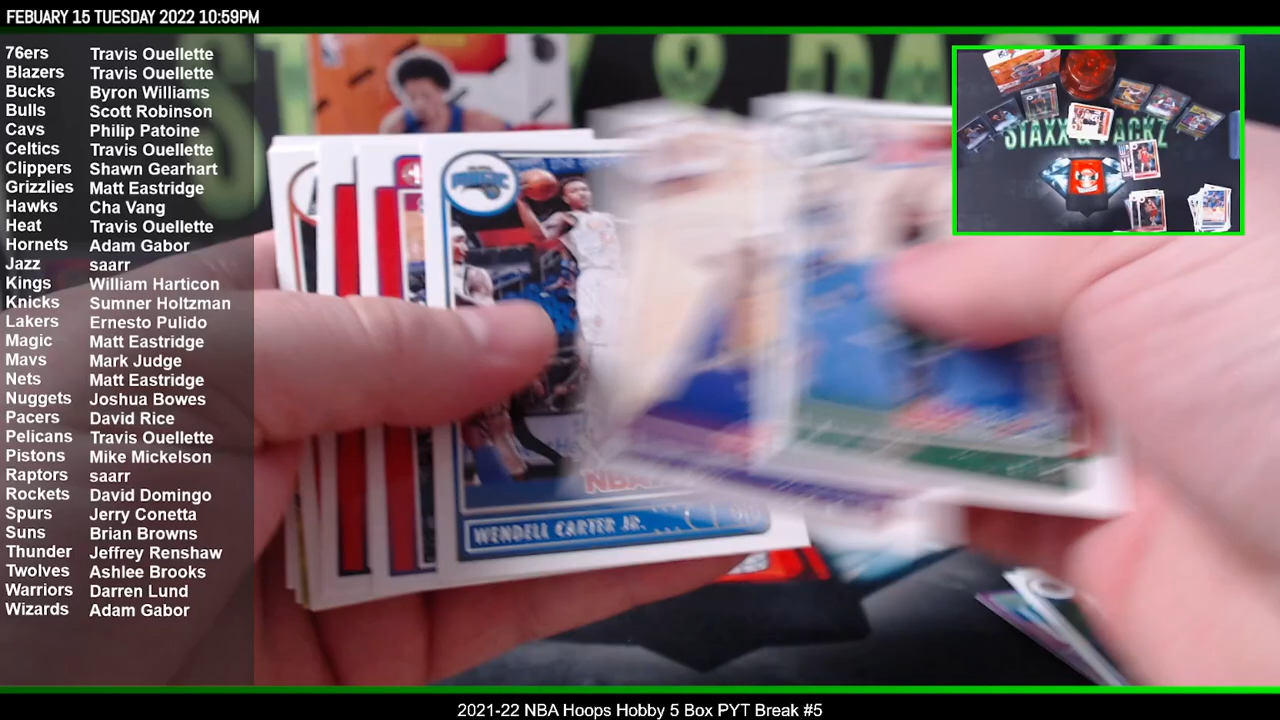 FEBUARY 15 TUESDAY 2022 10:59PM
76ers Travis Ouellette
Blazers Travis Ouellette
Bucks Byron Williams
Bulls Scott Robinson
Cavs Philip Patoine
Celtics Travis Ouellette
Clippers Shawn Gearhart
Grizzlies Matt Eastridge
Hawks Cha Vang
Heat Travis Ouellette
Hornets Adam Gabor
Jazz saarr
Kings William Harticon
Knicks Sumner Holtzman
Lakers Ernesto Pulido
Magic Matt Eastridge
Mavs Mark Judge
Nets Matt Eastridge
Nuggets Joshua Bowes
Pacers David Rice
Pelicans Travis Ouellette
Pistons Mike Mickelson
Raptors saarr
Rockets David Domingo
Spurs Jerry Conetta
Suns Brian Browns
Thunder Jeffrey Renshaw
Twolves Ashlee Brooks
Warriors Darren Lund
Wizards Adam Gabor
STAXX & PACKZ
MAGIC
NBA
WENDELL CARTER JR.
2021-22 NBA Hoops Hobby 5 Box PYT Break #5